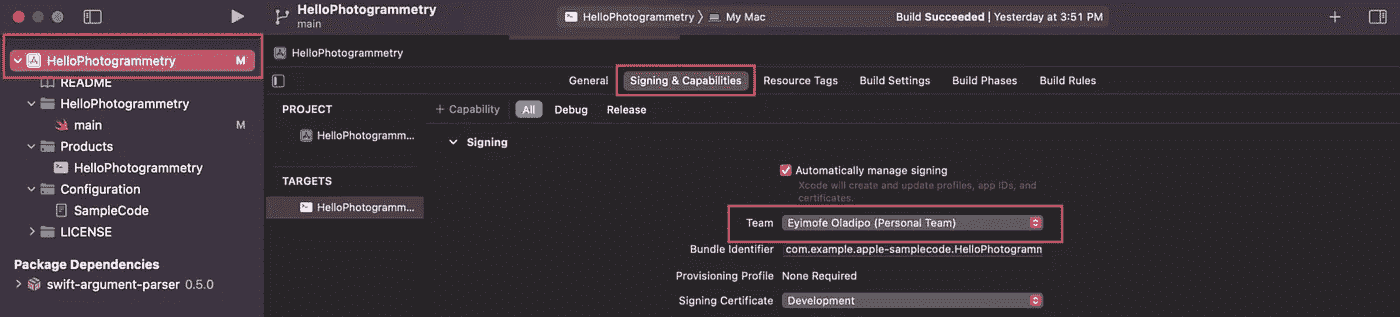 HelloPhotogrammetry
main
HelloPhotogrammetry 〉 My Mac
Build Succeeded | Yesterday at 3:51 PM
HelloPhotogrammetry M
README
HelloPhotogrammetry
main M
Products
HelloPhotogrammetry
Configuration
SampleCode
LICENSE
Package Dependencies
swift-argument-parser 0.5.0
HelloPhotogrammetry
General Signing & Capabilities Resource Tags Build Settings Build Phases Build Rules
PROJECT
HelloPhotogramm...
TARGETS
HelloPhotogramm...
+ Capability All Debug Release
Signing
Automatically manage signing
Xcode will create and update profiles, app IDs, and
certificates.
Team Eyimofe Oladipo (Personal Team)
Bundle Identifier com.example.apple-samplecode.HelloPhotogramn
Provisioning Profile None Required
Signing Certificate Development